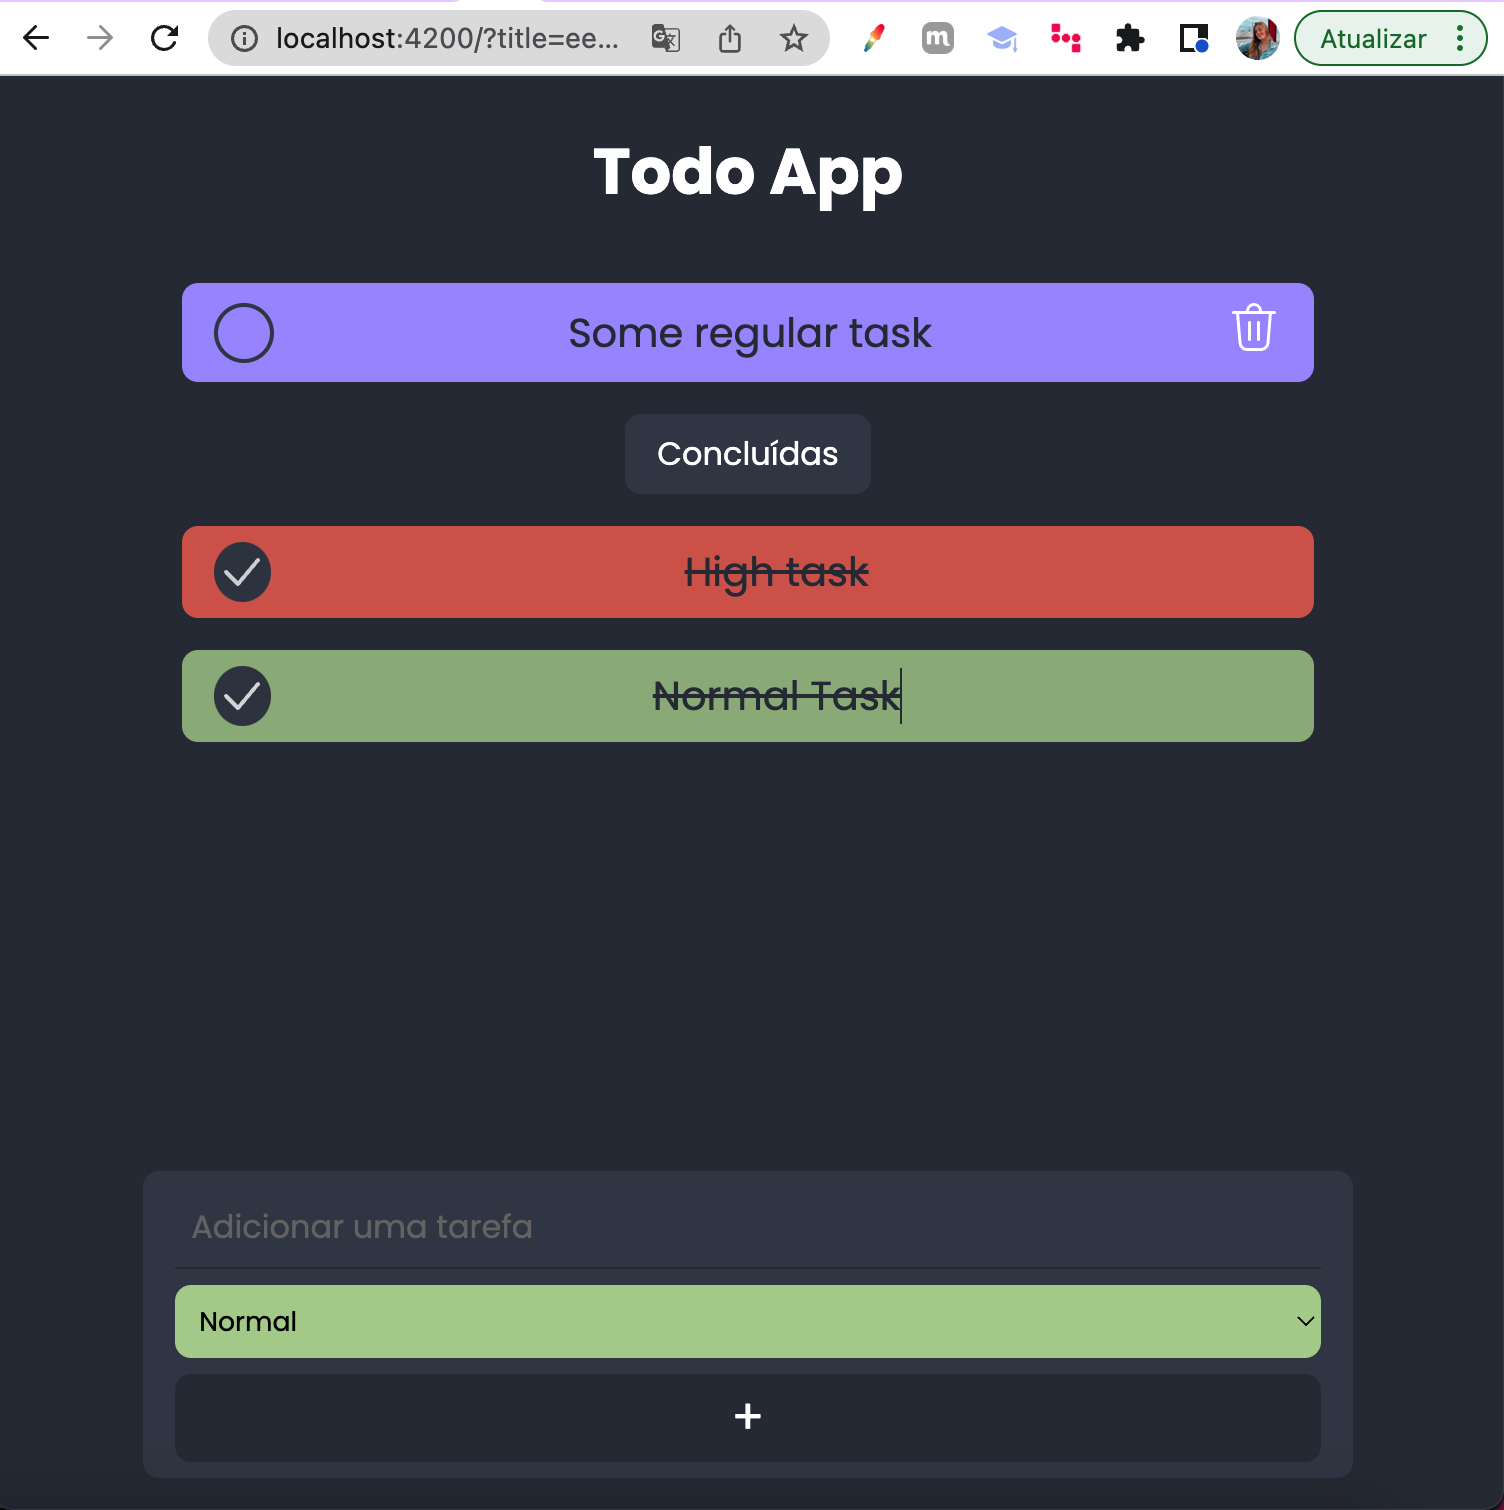 localhost:4200/?title=ee...
Atualizar
Todo App
Some regular task
Concluídas
High task
Normal Task
Adicionar uma tarefa
Normal
+